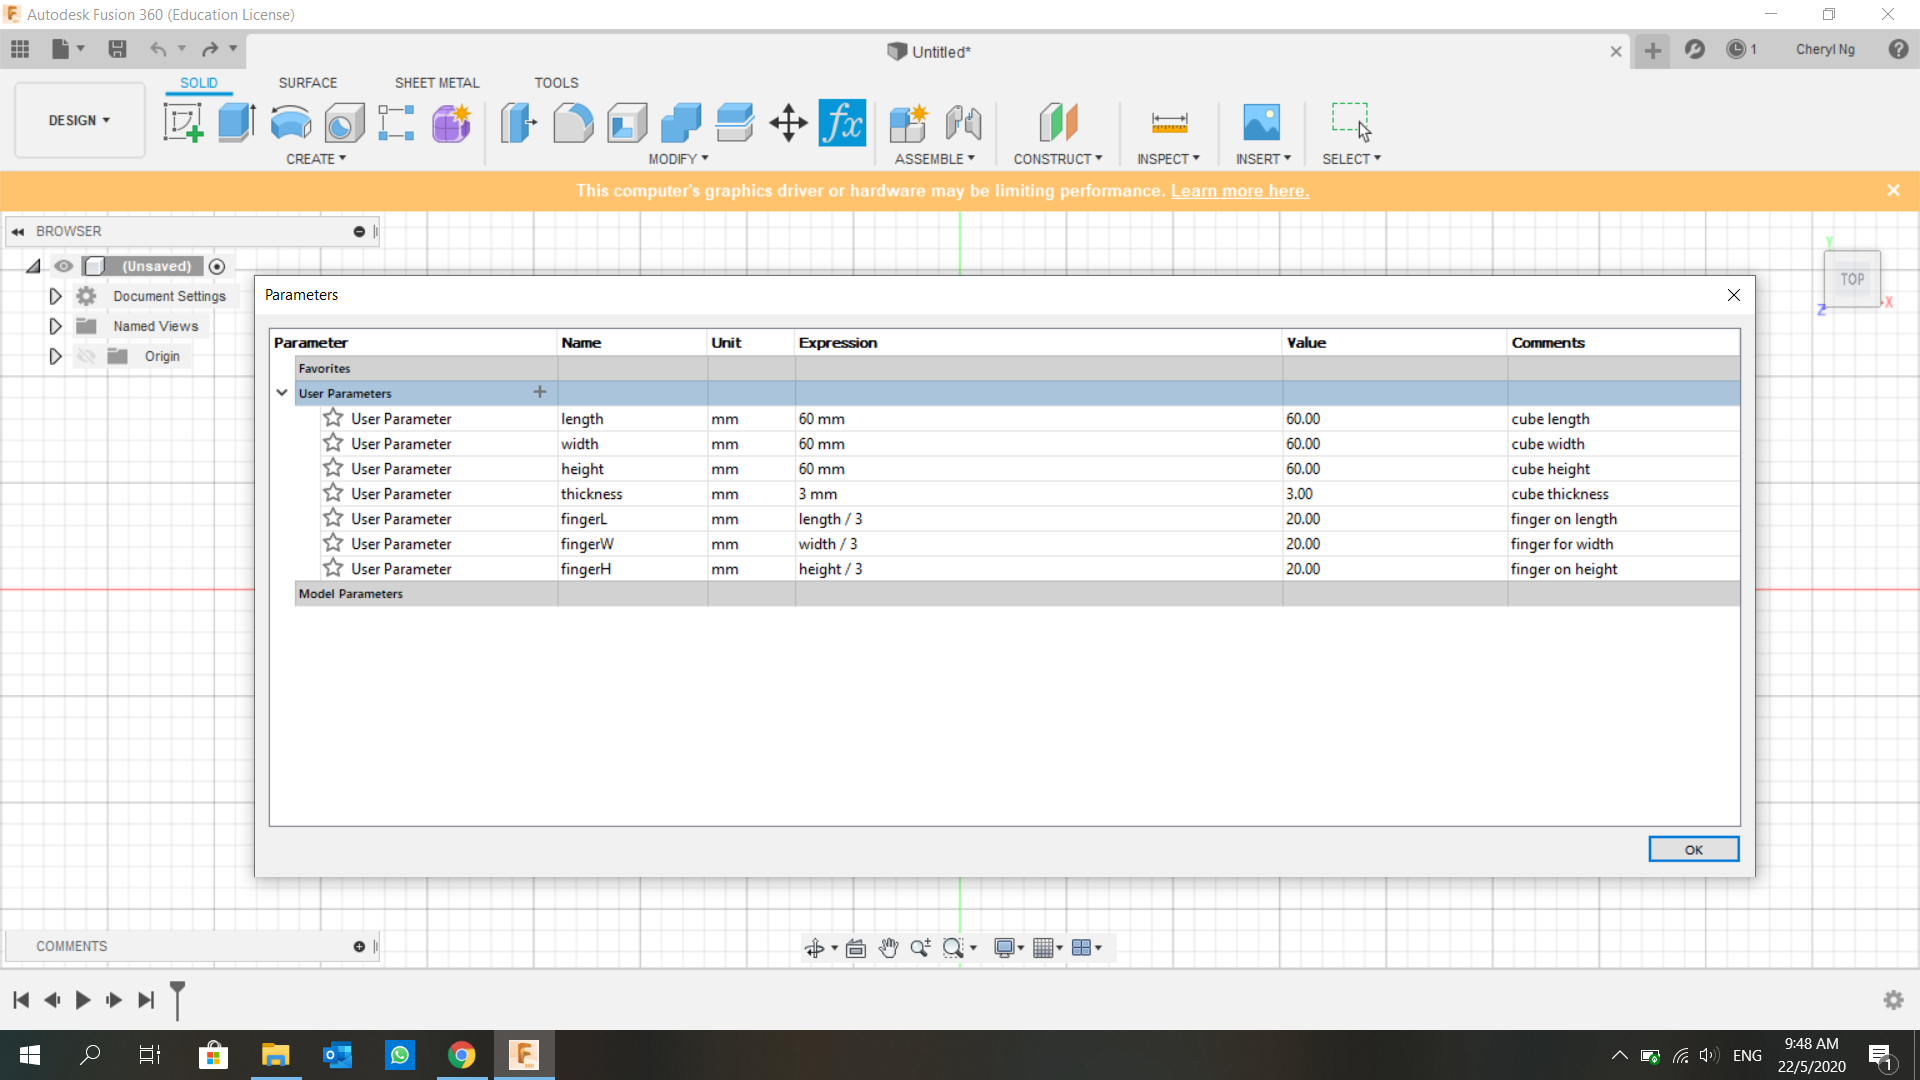 Autodesk Fusion 360 (Education License)
Untitled*
1
Cheryl Ng
SOLID
SURFACE
SHEET METAL
TOOLS
DESIGN
fx
CREATE
MODIFY
ASSEMBLE
CONSTRUCT
INSPECT
INSERT
SELECT
This computer's graphics driver or hardware may be limiting performance. Learn more here.
BROWSER
(Unsaved)
Document Settings
Named Views
Origin
Y
TOP
X
Z
Parameters
Parameter Name Unit Expression Value Comments
Favorites
User Parameters +
User Parameter length mm 60 mm 60.00 cube length
User Parameter width mm 60 mm 60.00 cube width
User Parameter height mm 60 mm 60.00 cube height
User Parameter thickness mm 3 mm 3.00 cube thickness
User Parameter fingerL mm length / 3 20.00 finger on length
User Parameter fingerW mm width / 3 20.00 finger for width
User Parameter fingerH mm height / 3 20.00 finger on height
Model Parameters
OK
COMMENTS
ENG
9:48 AM
22/5/2020
1